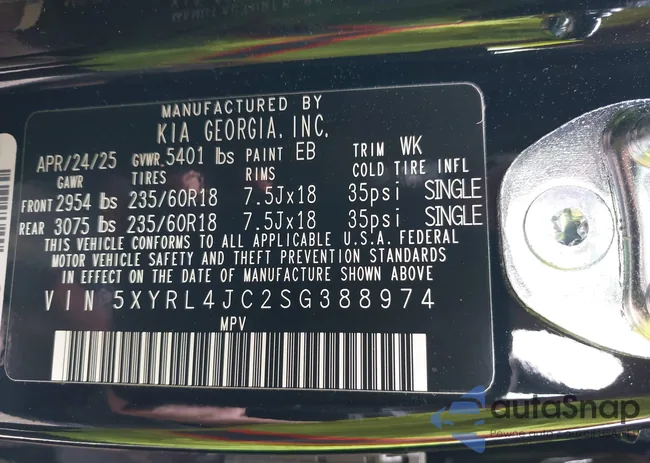 MANUFACTURED BY
KIA GEORGIA, INC.
APR/24/25 GVWR 5401 lbs PAINT EB TRIM WK
GAWR TIRES RIMS COLD TIRE INFL
FRONT 2954 lbs 235/60R18 7.5Jx18 35psi SINGLE
REAR 3075 lbs 235/60R18 7.5Jx18 35psi SINGLE
THIS VEHICLE CONFORMS TO ALL APPLICABLE U.S.A. FEDERAL
MOTOR VEHICLE SAFETY AND THEFT PREVENTION STANDARDS
IN EFFECT ON THE DATE OF MANUFACTURE SHOWN ABOVE
VIN 5XYRL4JC2SG388974
MPV
autoSnap